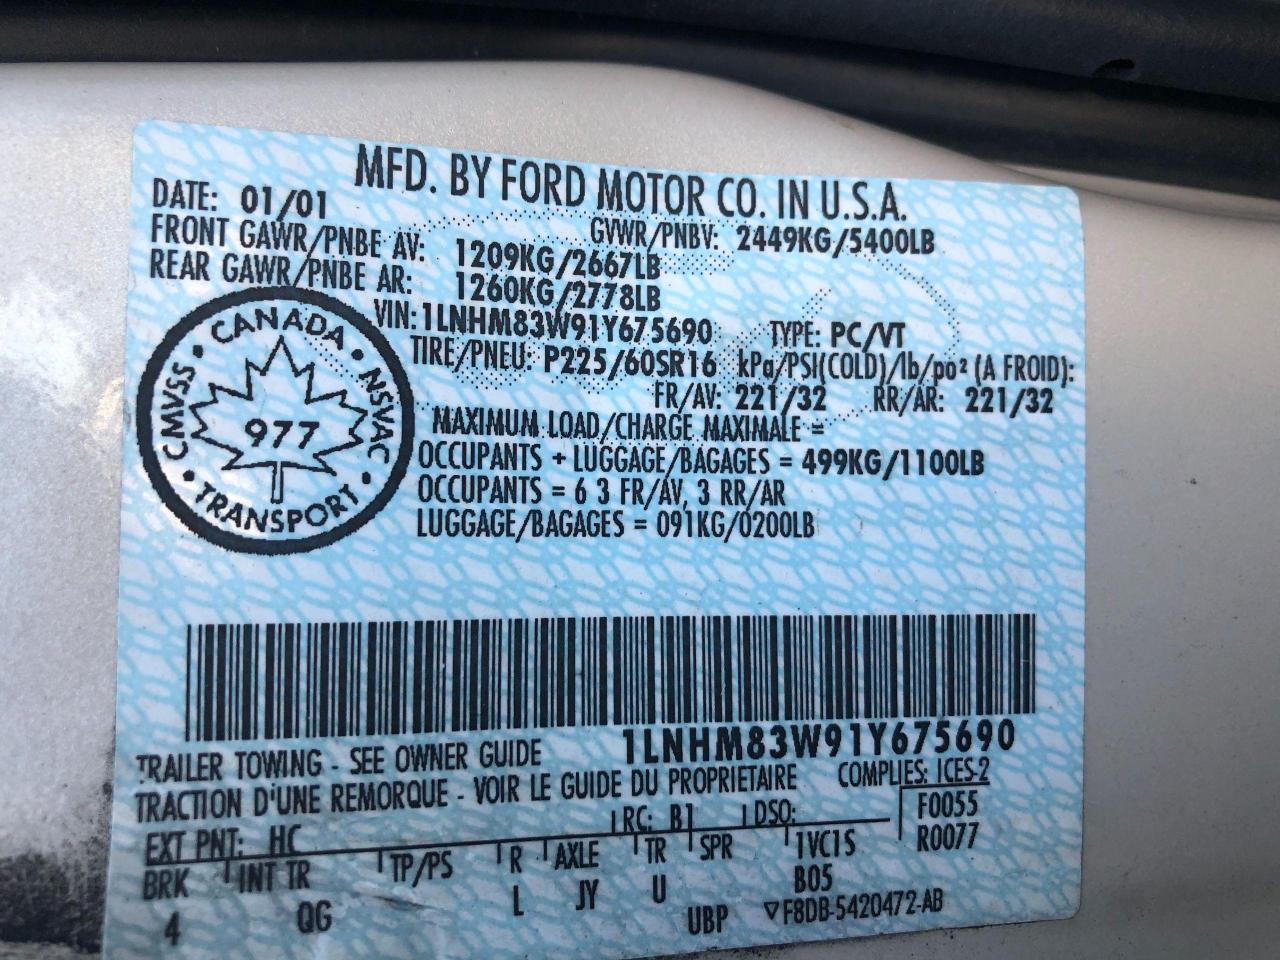 MFD. BY FORD MOTOR CO. IN U.S.A.
DATE: 01/01
GVWR/PNBV: 2449KG/5400LB
FRONT GAWR/PNBE AV: 1209KG/2667LB
REAR GAWR/PNBE AR: 1260KG/2778LB
VIN: 1LNHM83W91Y675690 TYPE: PC/VT
TIRE/PNEU: P225/60SR16 kPa/PSI(COLD)/lb/po² (A FROID):
FR/AV: 221/32 RR/AR: 221/32
MAXIMUM LOAD/CHARGE MAXIMALE =
OCCUPANTS + LUGGAGE/BAGAGES = 499KG/1100LB
OCCUPANTS = 6 3 FR/AV, 3 RR/AR
LUGGAGE/BAGAGES = 091KG/0200LB
CANADA
CMVSS • NSVAC
977
TRANSPORT
1LNHM83W91Y675690
TRAILER TOWING - SEE OWNER GUIDE
TRACTION D'UNE REMORQUE - VOIR LE GUIDE DU PROPRIETAIRE
COMPLIES: ICES-2
EXT PNT: HC RC: B1 DSO: F0055
R0077
BRK INT TR TP/PS R AXLE TR SPR 1VC1S
4 QG L JY U B05
UBP ▽F8DB-5420472-AB